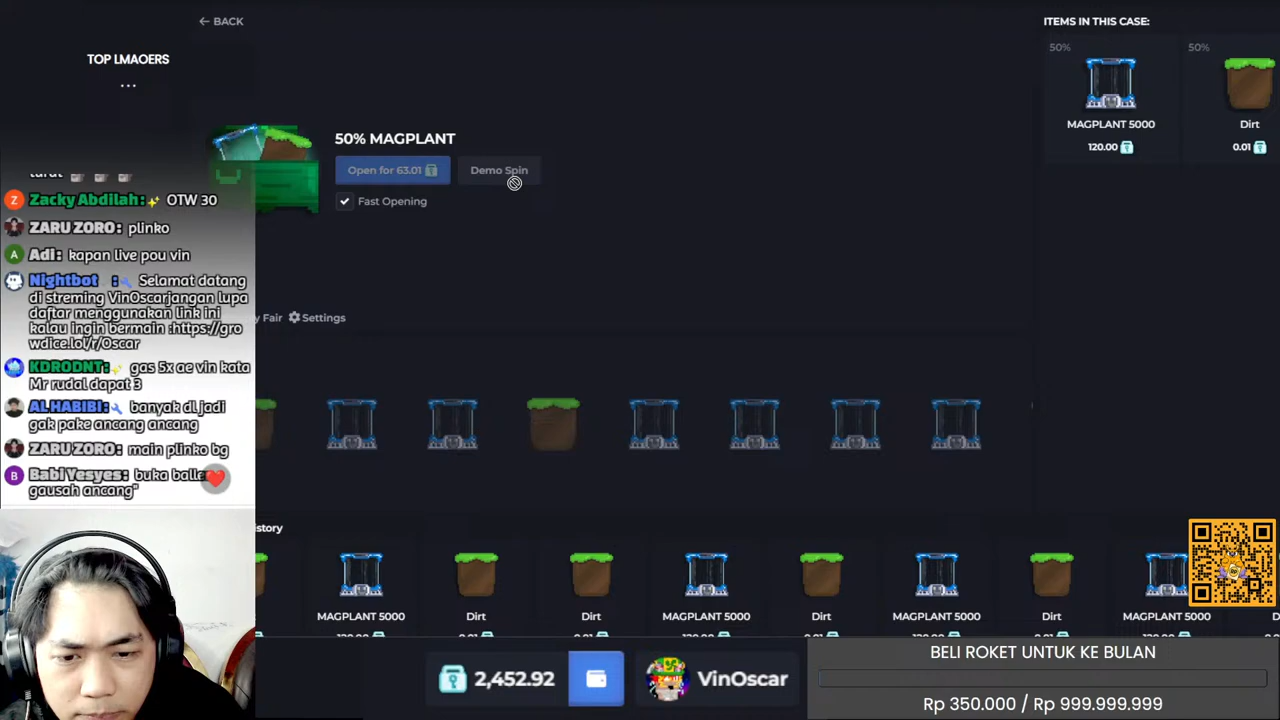 BACK
ITEMS IN THIS CASE:
TOP LMAOERS
...
50%
50%
MAGPLANT 5000
Dirt
120.00
0.01
50% MAGPLANT
Open for 63.01
Demo Spin
Fast Opening
Zacky Abdilah: OTW 30
ZARU ZORO: plinko
Adi: kapan live pou vin
Nightbot : Selamat datang
di streming VinOscarjangan lupa
daftar menggunakan link ini
kalau ingin bermain :https://gro
wdice.lol/r/Oscar
KDRODNT: gas 5x ae vin kata
Mr rudal dapat 3
AL HABIBI: banyak dl jadi
gak pake ancang ancang
ZARU ZORO: main plinko bg
Babi Yesyes: buka
gausah ancang"
Fair
Settings
MAGPLANT 5000
Dirt
Dirt
MAGPLANT 5000
Dirt
MAGPLANT 5000
Dirt
MAGPLANT 5000
2,452.92
VinOscar
BELI ROKET UNTUK KE BULAN
Rp 350.000 / Rp 999.999.999